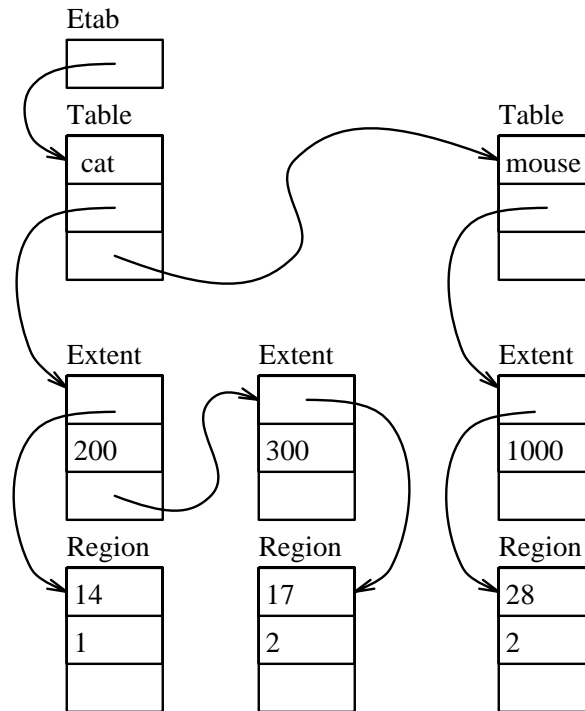 Etab
Table Table
cat mouse
Extent Extent Extent
200 300 1000
Region Region Region
14 17 28
1 2 2